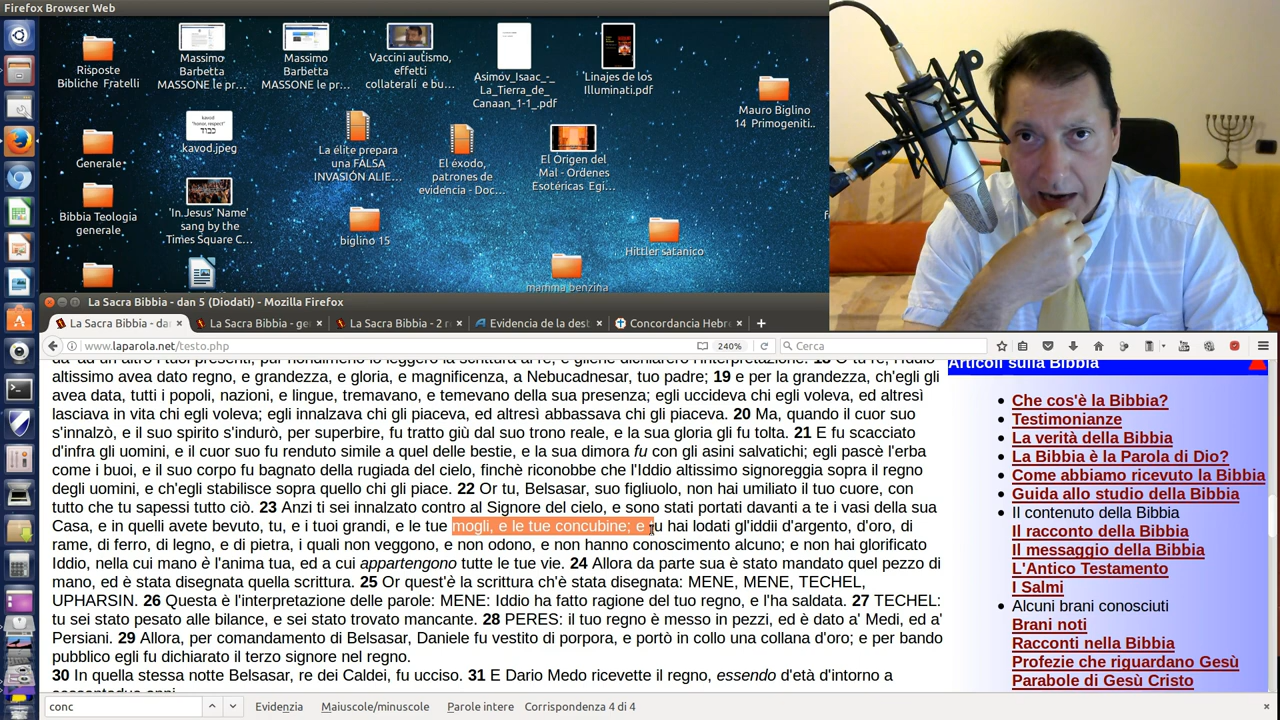 Firefox Browser Web
Risposte
Bibliche Fratelli
Massimo
Barbetta
MASSONE le pr...
Massimo
Barbetta
MASSONE le pr...
Vaccini autismo,
effetti
collaterali e bu...
Asimov_Isaac_-_
La_Tierra_de_
Canaan_1-1_.pdf
Linajes de los
Illuminati.pdf
Mauro Biglino
14 Primogeniti..
Generale
kavod
"honor, respect"
כבוד
kavod.jpeg
La élite prepara
una FALSA
INVASIÓN ALIE...
El éxodo,
patrones de
evidencia - Doc...
El Origen del
Mal - Ordenes
Esotéricas Egi...
Bibbia Teologia
generale
'In Jesus' Name'
sang by the
Times Square C...
biglino 15
Hittler satanico
mamma benzina
La Sacra Bibbia - dan 5 (Diodati) - Mozilla Firefox
La Sacra Bibbia - da
La Sacra Bibbia - ge
La Sacra Bibbia - 2
Evidencia de la dest
Concordancia Hebre
www.laparola.net/testo.php
240%
Cerca
altissimo avea dato regno, e grandezza, e gloria, e magnificenza, a Nebucadnesar, tuo padre; 19 e per la grandezza, ch'egli gli
avea data, tutti i popoli, nazioni, e lingue, tremavano, e temevano della sua presenza; egli uccideva chi egli voleva, ed altresì
lasciava in vita chi egli voleva; egli innalzava chi gli piaceva, ed altresì abbassava chi gli piaceva. 20 Ma, quando il cuor suo
s'innalzò, e il suo spirito s'indurò, per superbia, fu tratto giù dal suo trono reale, e la sua gloria gli fu tolta. 21 E fu scacciato
d'infra gli uomini, e il cuor suo fu renduto simile a quel delle bestie, e la sua dimora fu con gli asini salvatichi; egli pascè l'erba
come i buoi, e il suo corpo fu bagnato della rugiada del cielo, finchè riconobbe che l'Iddio altissimo signoreggia sopra il regno
degli uomini, e ch'egli stabilisce sopra quello chi gli piace. 22 Or tu, Belsasar, suo figliuolo, non hai umiliato il tuo cuore, con
tutto che tu sapessi tutto ciò. 23 Anzi ti sei innalzato contro al Signore del cielo, e sono stati portati davanti a te i vasi della sua
Casa, e in quelli avete bevuto, tu, e i tuoi grandi, e le tue mogli, e le tue concubine; e tu hai lodati gl'iddii d'argento, d'oro, di
rame, di ferro, di legno, e di pietra, i quali non veggono, e non odono, e non hanno conoscimento alcuno; e non hai glorificato
Iddio, nella cui mano è l'anima tua, ed a cui appartengono tutte le tue vie. 24 Allora da parte sua è stato mandato quel pezzo di
mano, ed è stata disegnata quella scrittura. 25 Or quest'è la scrittura ch'è stata disegnata: MENE, MENE, TECHEL,
UPHARSIN. 26 Questa è l'interpretazione delle parole: MENE: Iddio ha fatto ragione del tuo regno, e l'ha saldata. 27 TECHEL:
tu sei stato pesato alle bilance, e sei stato trovato mancante. 28 PERES: il tuo regno è messo in pezzi, ed è dato a' Medi, ed a'
Persiani. 29 Allora, per comandamento di Belsasar, Daniele fu vestito di porpora, e portò in collo una collana d'oro; e per bando
pubblico egli fu dichiarato il terzo signore nel regno.
30 In quella stessa notte Belsasar, re dei Caldei, fu ucciso. 31 E Dario Medo ricevette il regno, essendo d'età d'intorno a
Articoli sulla Bibbia
Che cos'è la Bibbia?
Testimonianze
La verità della Bibbia
La Bibbia è la Parola di Dio?
Come abbiamo ricevuto la Bibbia
Guida allo studio della Bibbia
Il contenuto della Bibbia
Il racconto della Bibbia
Il messaggio della Bibbia
L'Antico Testamento
I Salmi
Alcuni brani conosciuti
Brani noti
Racconti nella Bibbia
Profezie che riguardano Gesù
Parabole di Gesù Cristo
conc
Evidenzia
Maiuscole/minuscole
Parole intere
Corrispondenza 4 di 4